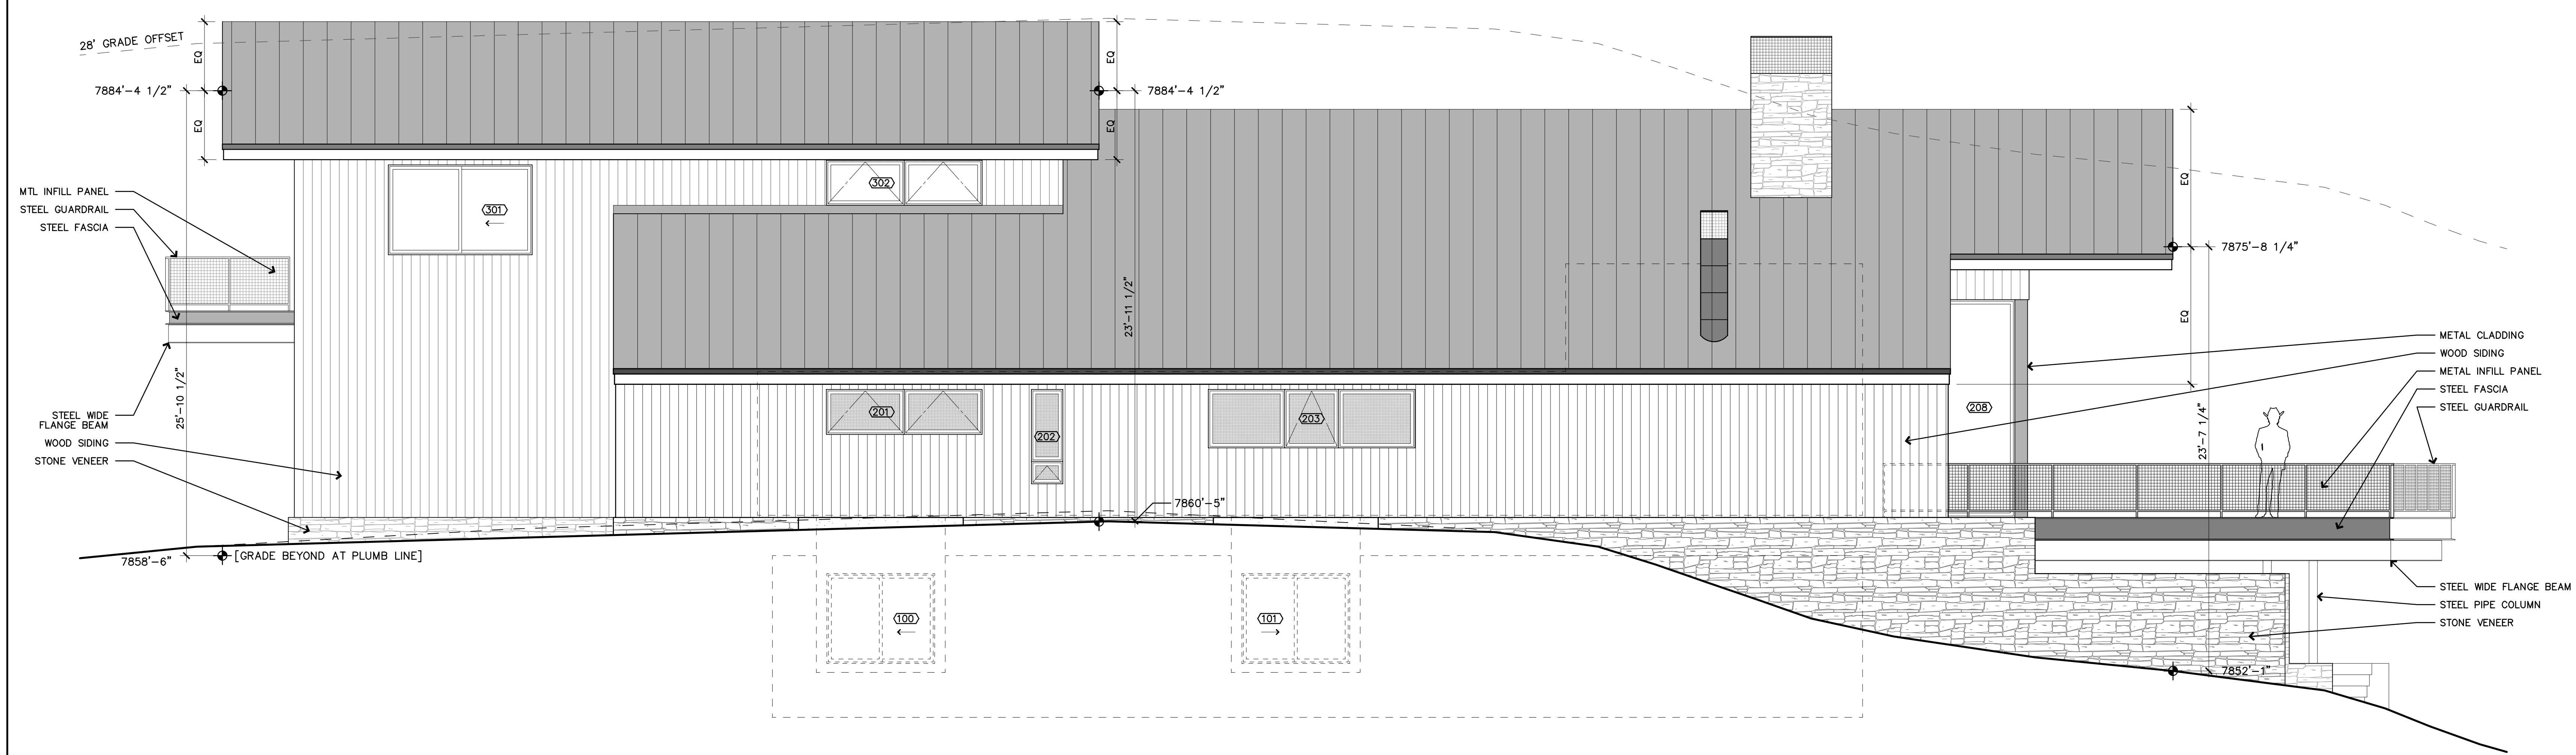 28' GRADE OFFSET
EQ
EQ
7884'-4 1/2"
EQ
EQ
7884'-4 1/2"
MTL INFILL PANEL
STEEL GUARDRAIL
STEEL FASCIA
301
302
EQ
EQ
7875'-8 1/4"
25'-10 1/2"
23'-11 1/2"
23'-7 1/4"
STEEL WIDE
FLANGE BEAM
WOOD SIDING
STONE VENEER
201
202
203
208
METAL CLADDING
WOOD SIDING
METAL INFILL PANEL
STEEL FASCIA
STEEL GUARDRAIL
7860'-5"
7858'-6"
[GRADE BEYOND AT PLUMB LINE]
100
101
STEEL WIDE FLANGE BEAM
STEEL PIPE COLUMN
STONE VENEER
7852'-1"